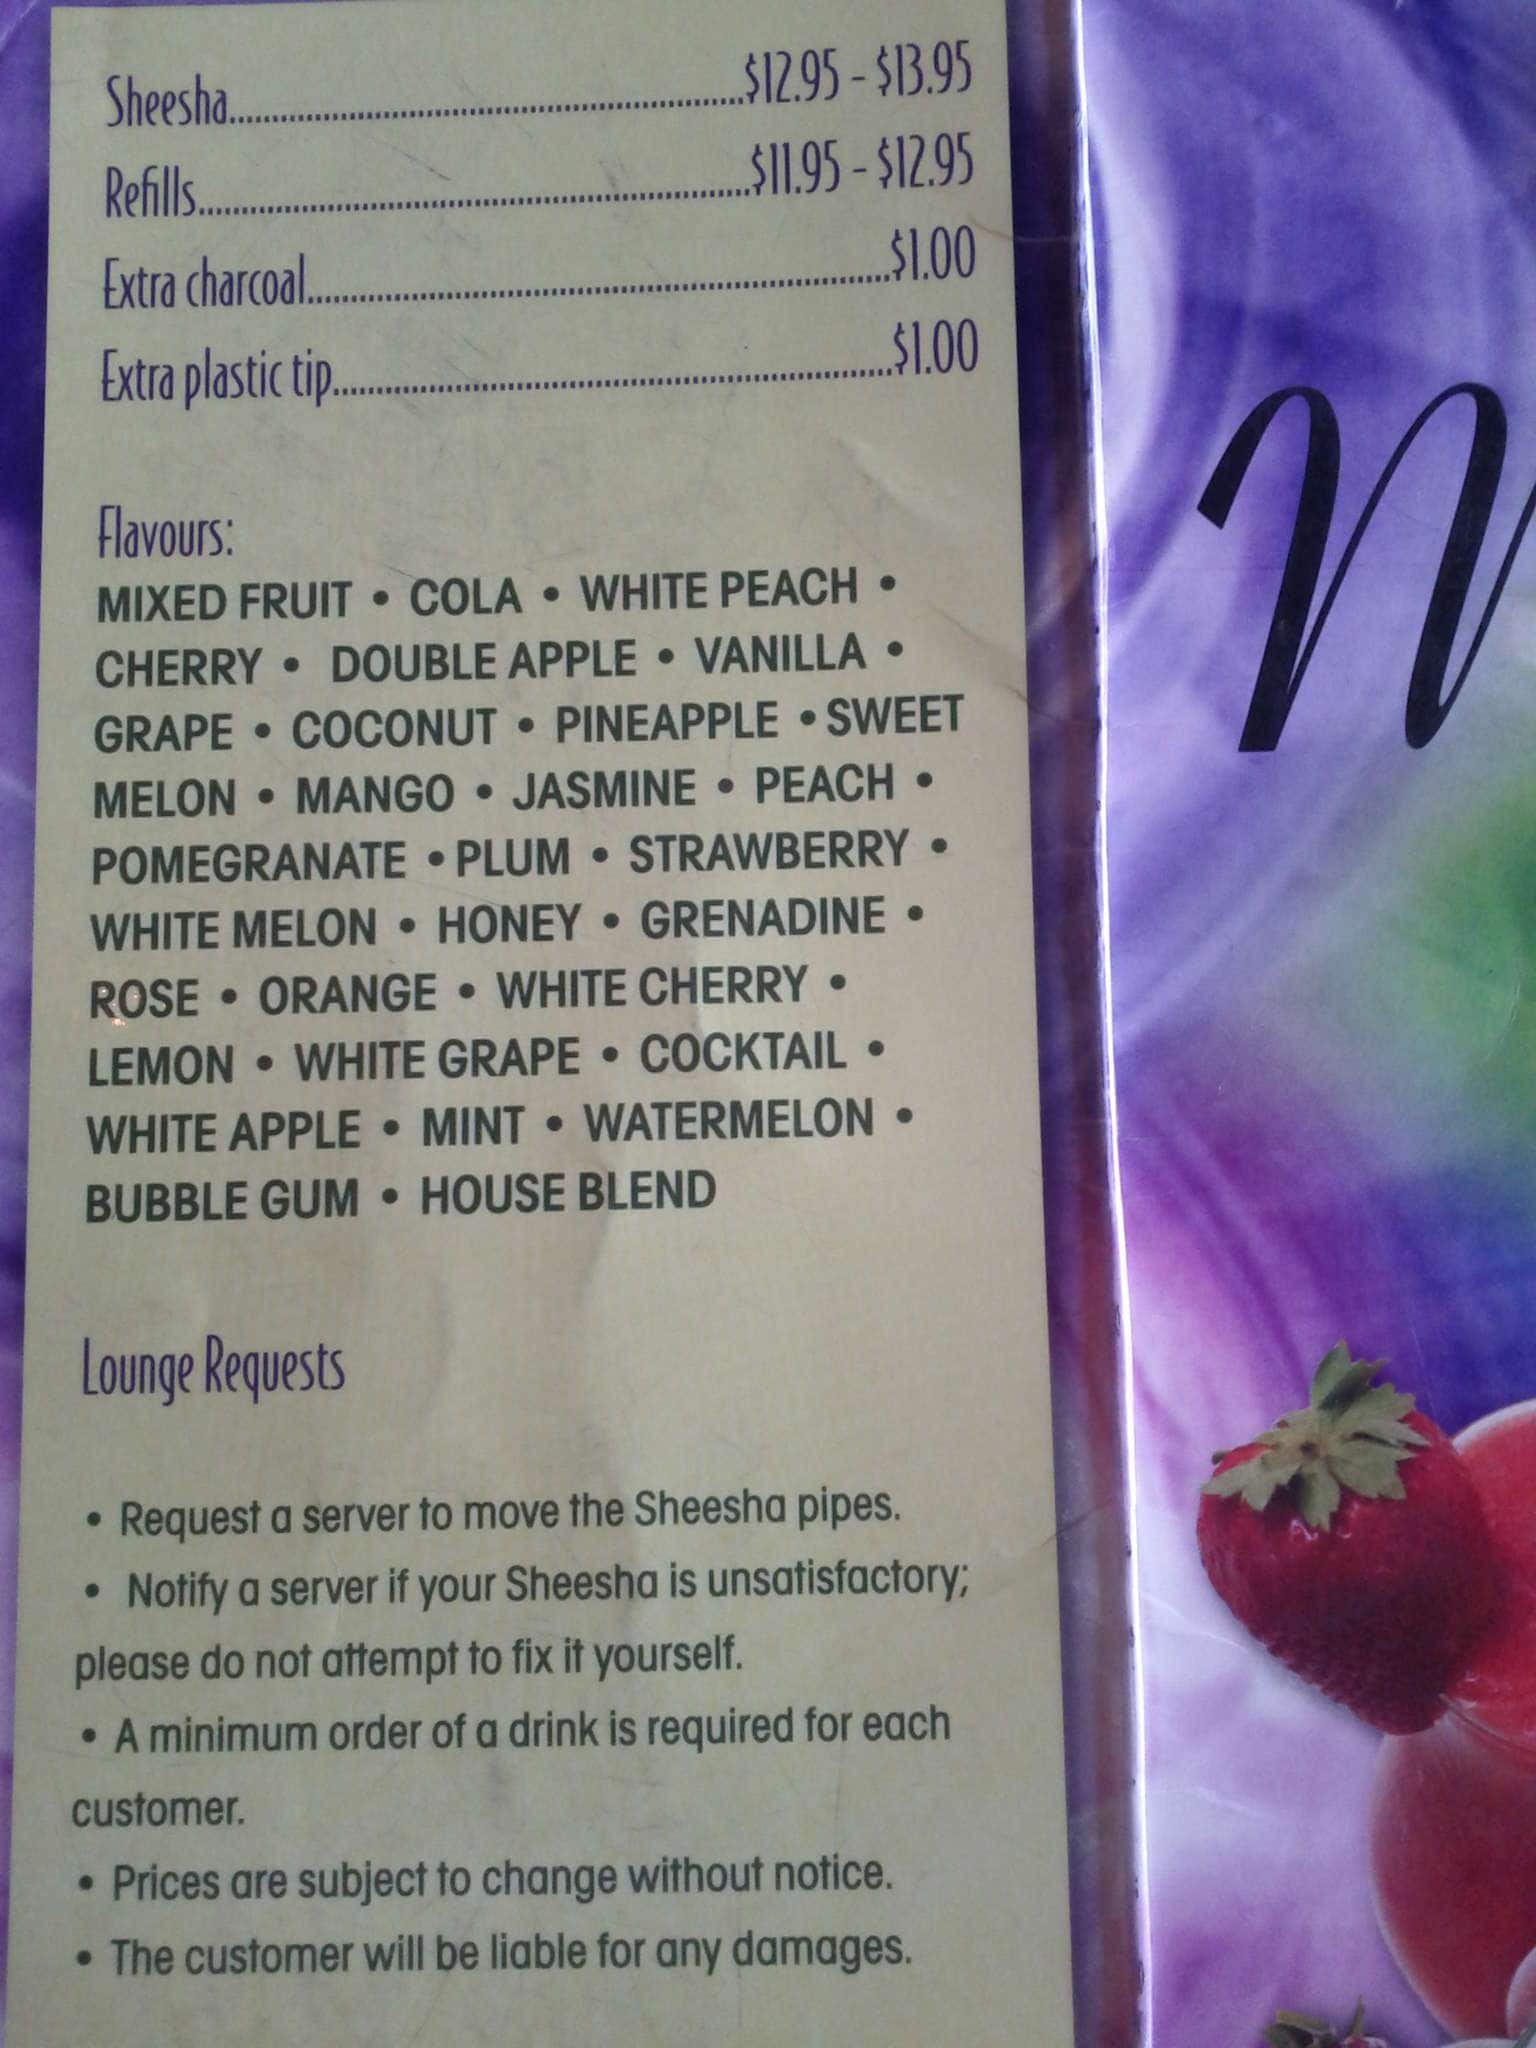 Sheesha..............................$12.95 - $13.95
Refills..............................$11.95 - $12.95
Extra charcoal..............................$1.00
Extra plastic tip..............................$1.00
Flavours:
MIXED FRUIT • COLA • WHITE PEACH •
CHERRY • DOUBLE APPLE • VANILLA •
GRAPE • COCONUT • PINEAPPLE • SWEET
MELON • MANGO • JASMINE • PEACH •
POMEGRANATE • PLUM • STRAWBERRY •
WHITE MELON • HONEY • GRENADINE •
ROSE • ORANGE • WHITE CHERRY •
LEMON • WHITE GRAPE • COCKTAIL •
WHITE APPLE • MINT • WATERMELON •
BUBBLE GUM • HOUSE BLEND
Lounge Requests
• Request a server to move the Sheesha pipes.
• Notify a server if your Sheesha is unsatisfactory;
please do not attempt to fix it yourself.
• A minimum order of a drink is required for each
customer.
• Prices are subject to change without notice.
• The customer will be liable for any damages.